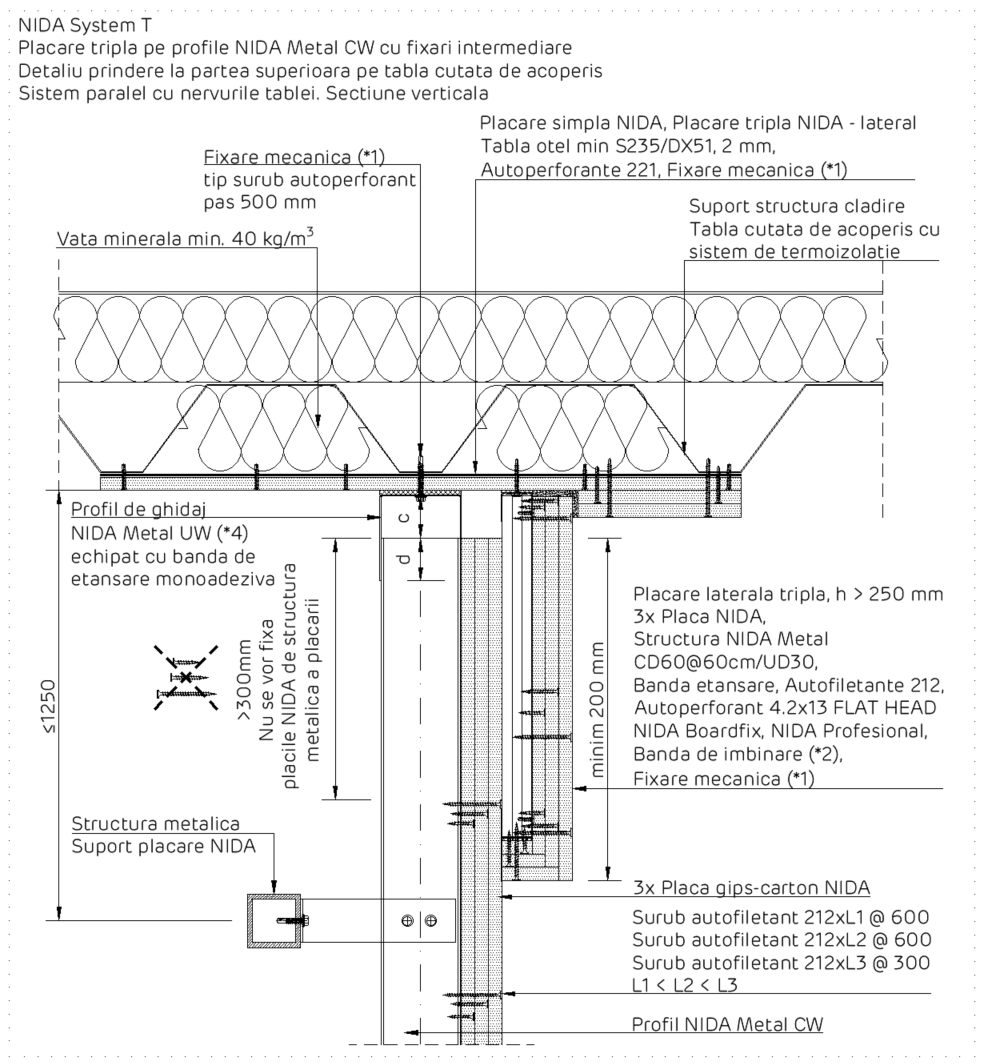 NIDA System T
Placare tripla pe profile NIDA Metal CW cu fixari intermediare
Detaliu prindere la partea superioara pe tabla cutata de acoperis
Sistem paralel cu nervurile tablei. Sectiune verticala
Placare simpla NIDA, Placare tripla NIDA - lateral
Tabla otel min S235/DX51, 2 mm,
Autoperforante 221, Fixare mecanica (*1)
Fixare mecanica (*1)
tip surub autoperforant
pas 500 mm
Suport structura cladire
Tabla cutata de acoperis cu
sistem de termoizolatie
Vata minerala min. 40 kg/m³
Profil de ghidaj
NIDA Metal UW (*4)
echipat cu banda de
etansare monoadeziva
c
d
>300mm
Nu se vor fixa
placile NIDA de structura
metalica a placarii
≤1250
minim 200 mm
Placare laterala tripla, h > 250 mm
3x Placa NIDA,
Structura NIDA Metal
CD60@60cm/UD30,
Banda etansare, Autofiletante 212,
Autoperforant 4.2x13 FLAT HEAD
NIDA Boardfix, NIDA Profesional,
Banda de imbinare (*2),
Fixare mecanica (*1)
Structura metalica
Suport placare NIDA
3x Placa gips-carton NIDA
Surub autofiletant 212xL1 @ 600
Surub autofiletant 212xL2 @ 600
Surub autofiletant 212xL3 @ 300
L1 < L2 < L3
Profil NIDA Metal CW